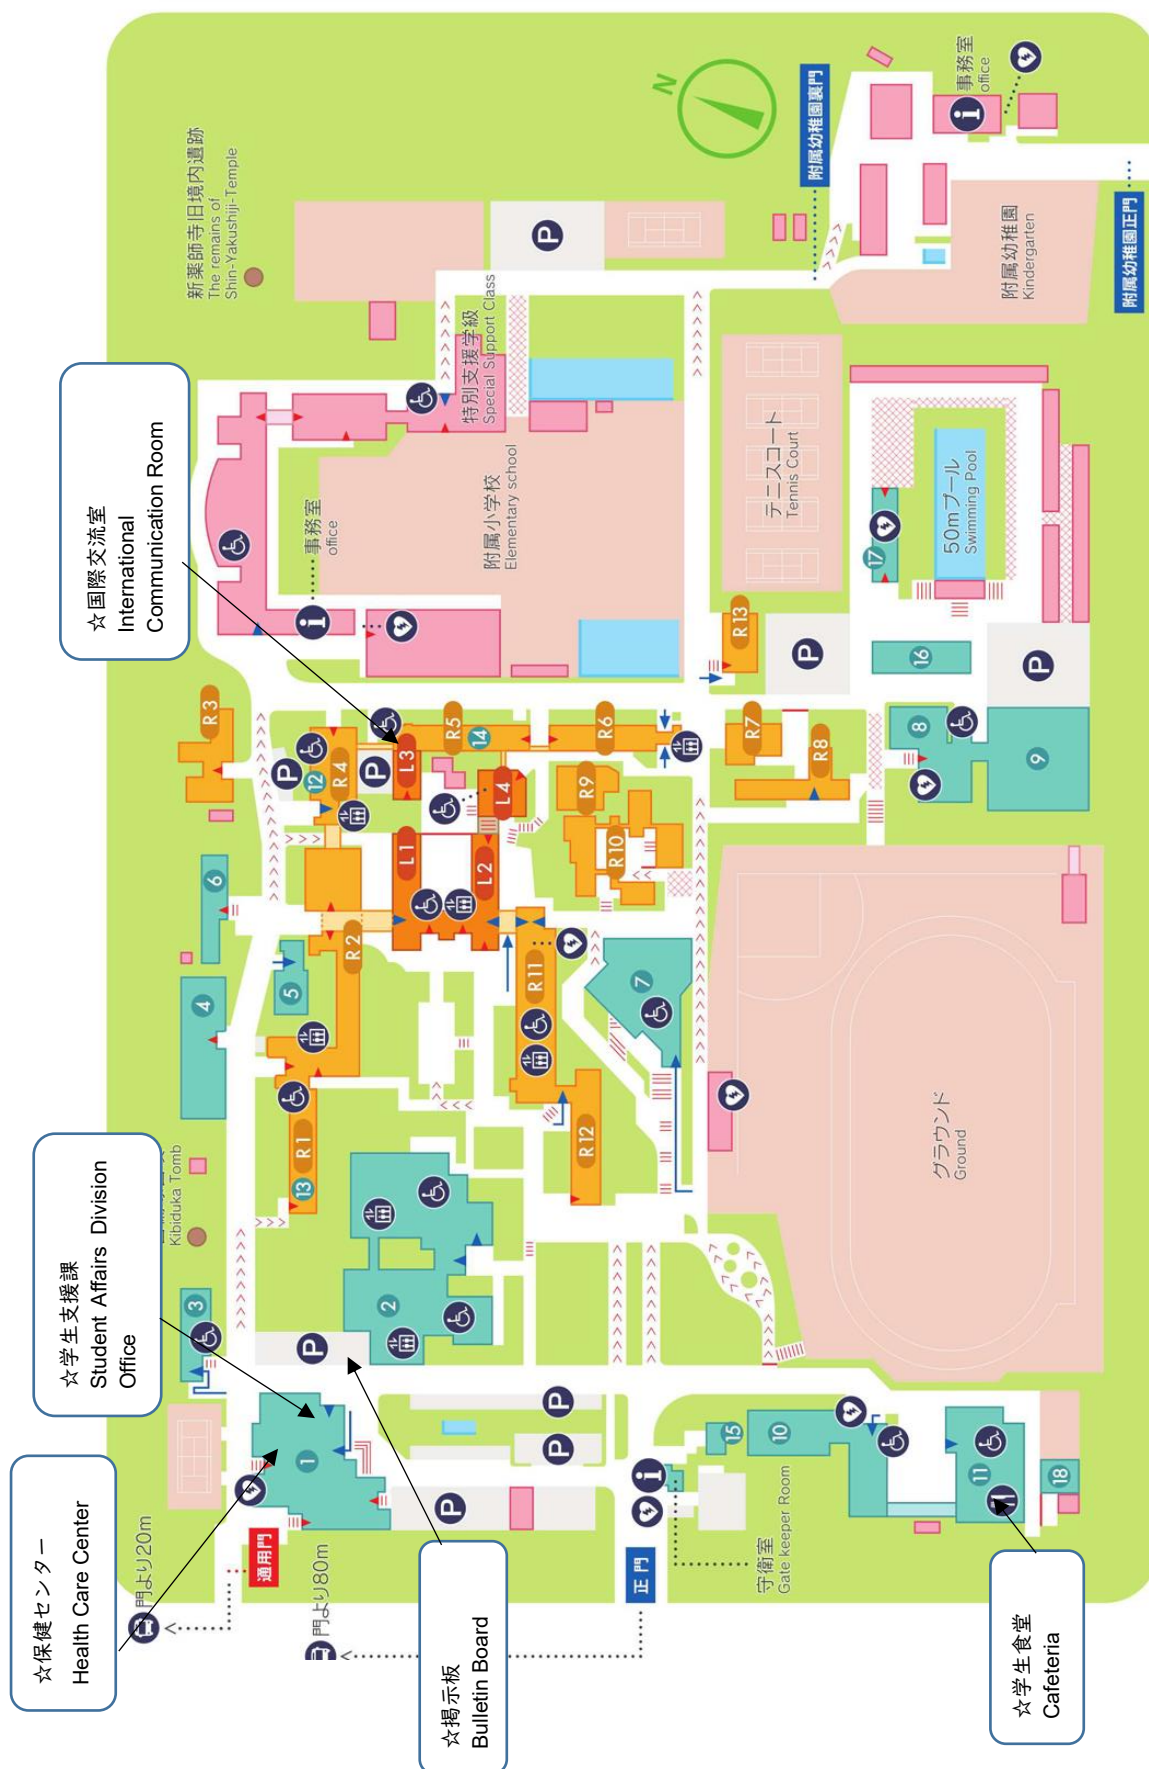 ☆国際交流室
International
Communication Room
☆学生支援課
Student Affairs Division
Office
☆保健センター
Health Care Center
☆掲示板
Bulletin Board
☆学生食堂
Cafeteria
新薬師寺旧境内遺跡
The remains of
Shin-Yakushiji-Temple
N
附属幼稚園裏門
事務室
office
i
附属幼稚園
Kindergarten
附属幼稚園正門
P
特別支援学級
Special Support Class
事務室
office
i
附属小学校
Elementary school
テニスコート
Tennis Court
50mプール
Swimming Pool
17
16
P
P
R13
R3
P
12
R4
P
L3
R5
14
R6
R7
R8
8
9
L4
R9
R10
L1
L2
R2
R11
R12
7
6
5
4
R1
13
Kibiduka Tomb
3
2
P
1
P
P
P
グラウンド
Ground
15
10
11
18
i
守衛室
Gate keeper Room
正門
通用門
門より20m
門より80m